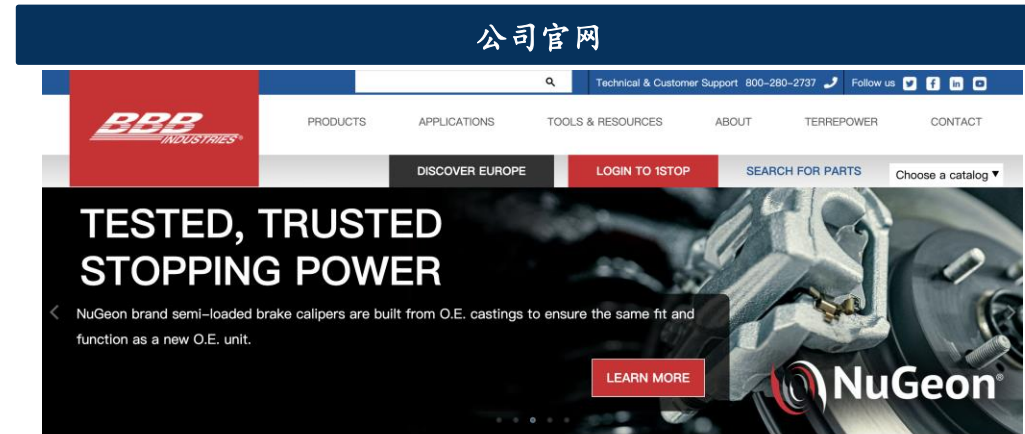 公司官网
Technical & Customer Support 800-280-2737 Follow us
BBB
INDUSTRIES®
PRODUCTS APPLICATIONS TOOLS & RESOURCES ABOUT TERREPOWER CONTACT
DISCOVER EUROPE LOGIN TO 1STOP SEARCH FOR PARTS Choose a catalog ▼
TESTED, TRUSTED
STOPPING POWER
NuGeon brand semi-loaded brake calipers are built from O.E. castings to ensure the same fit and
function as a new O.E. unit.
LEARN MORE
NuGeon®